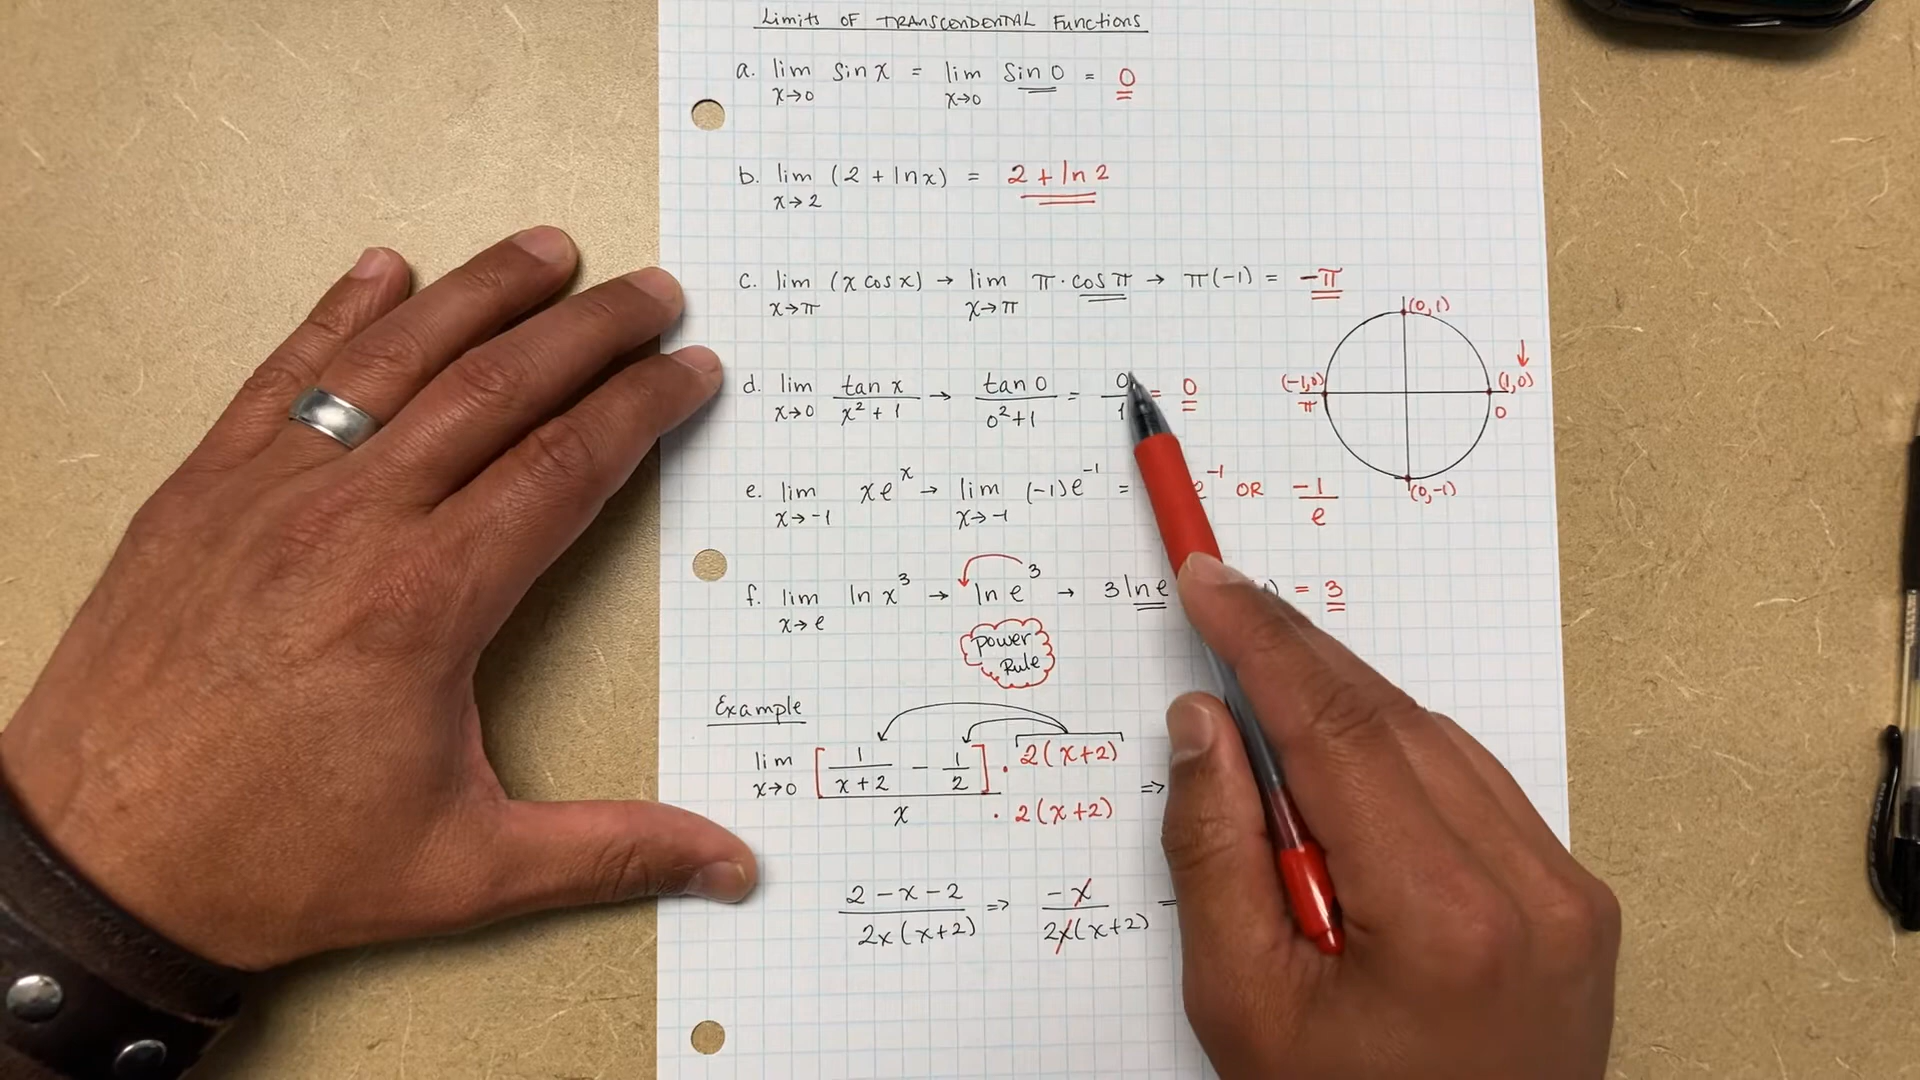 Limits OF TRANSCENDENTAL Functions
a. lim x→0 sin x = lim x→0 Sin 0 = 0
b. lim x→2 (2 + ln x) = 2 + ln 2
c. lim x→π (x cos x) → lim x→π π · cos π → π(-1) = -π
(0,1)
d. lim x→0 tan x / x² + 1 → tan 0 / 0² + 1 = 0 / 1 = 0
(-1,0) π
(1,0) 0
(0,-1)
e. lim x→-1 x e^x → lim x→-1 (-1)e^-1 = e^-1 OR -1 / e
f. lim x→e ln x³ → ln e³ → 3 ln e ) = 3
Power
Rule
Example
lim x→0 [1 / x+2 - 1 / 2] / x · 2(x+2) / · 2(x+2) =>
2 - x - 2 / 2x(x+2) => -x / 2x(x+2) =